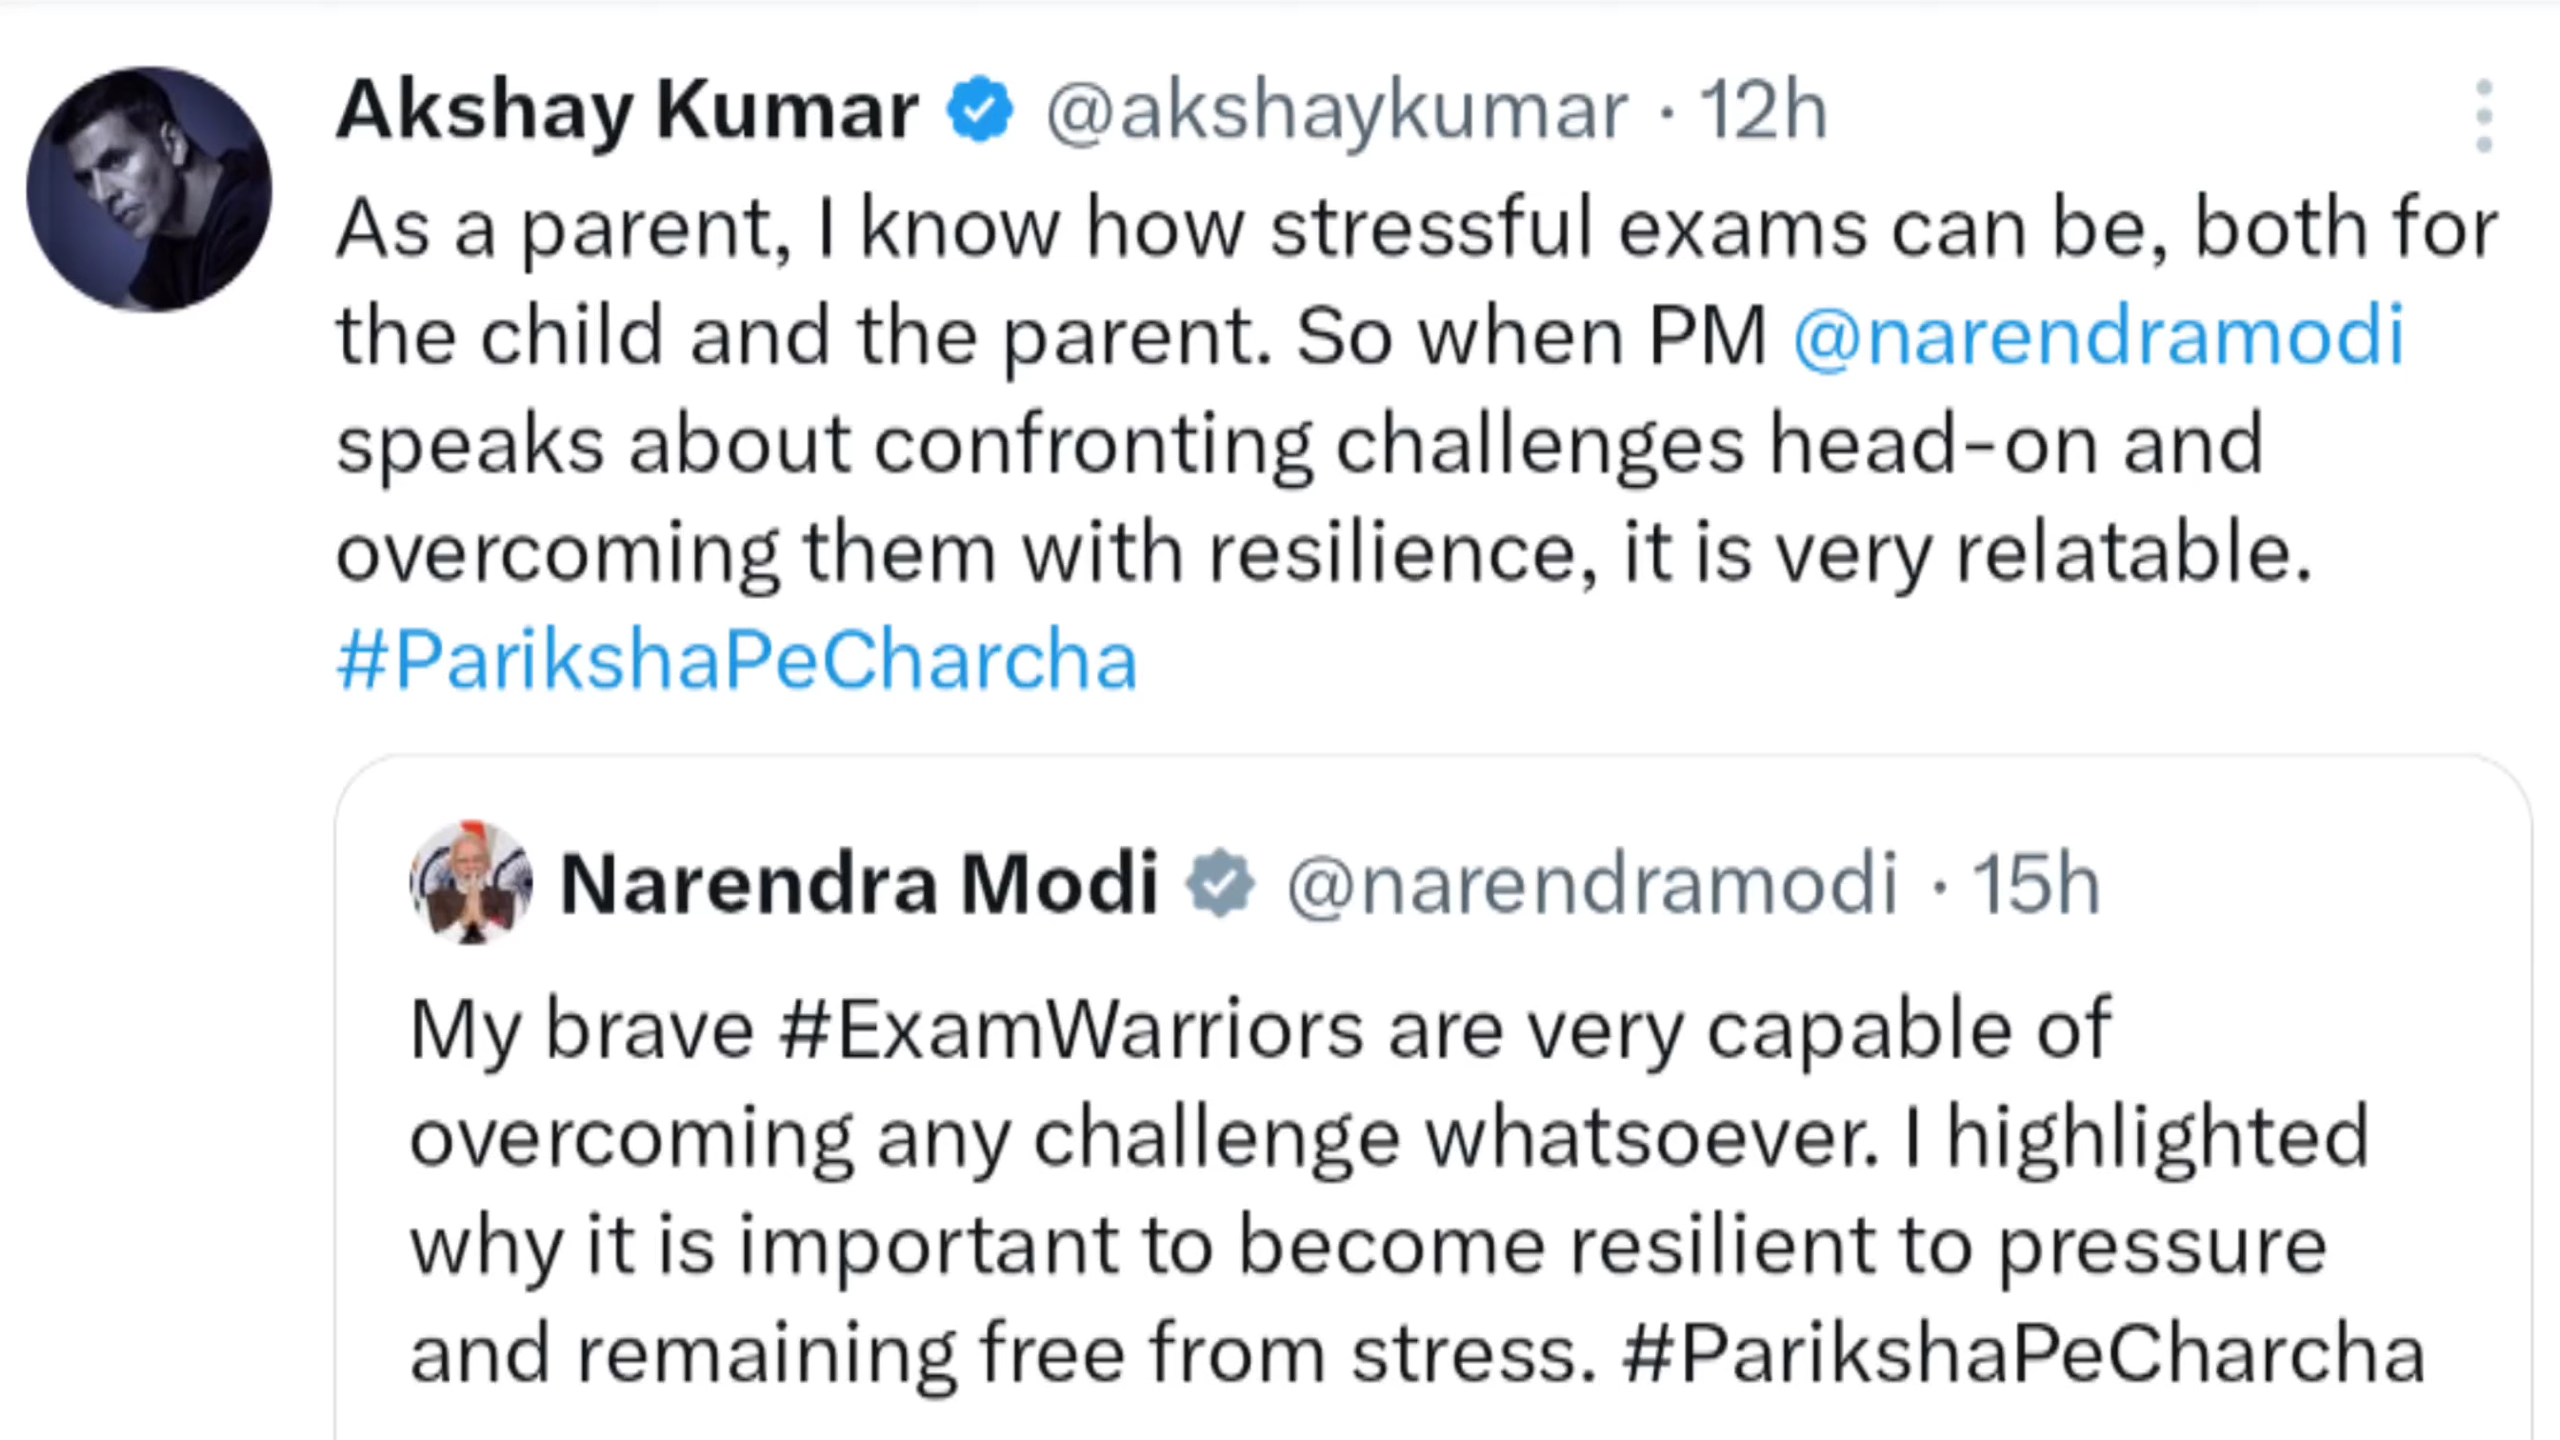 Akshay Kumar @akshaykumar · 12h
As a parent, I know how stressful exams can be, both for
the child and the parent. So when PM @narendramodi
speaks about confronting challenges head-on and
overcoming them with resilience, it is very relatable.
#ParikshaPeCharcha
Narendra Modi @narendramodi · 15h
My brave #ExamWarriors are very capable of
overcoming any challenge whatsoever. I highlighted
why it is important to become resilient to pressure
and remaining free from stress. #ParikshaPeCharcha